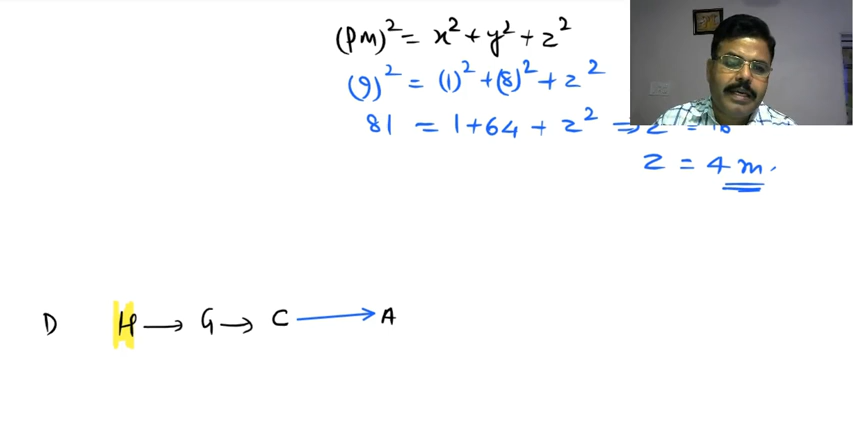 (PM)² = x² + y² + z²
(9)² = (1)² + (8)² + z²
81 = 1 + 64 + z² ⇒ z
z = 4 m.
D H → G → C → A